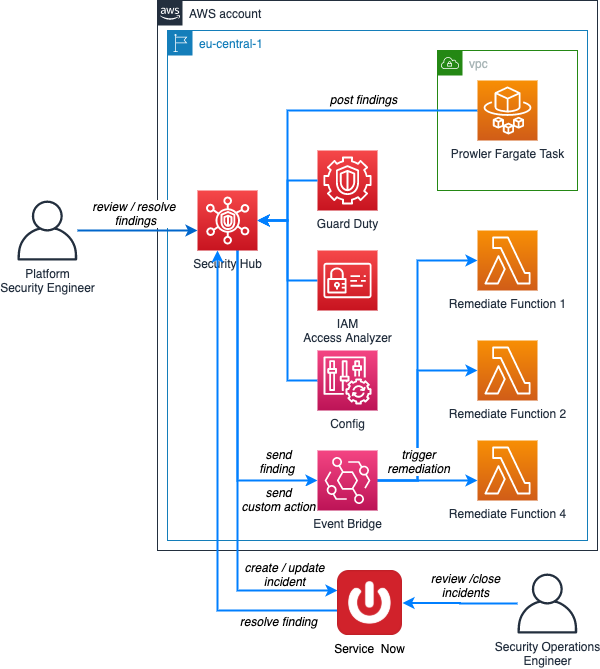 aws
AWS account
eu-central-1
vpc
post findings
Prowler Fargate Task
Guard Duty
review / resolve
findings
Security Hub
Platform
Security Engineer
IAM
Access Analyzer
Remediate Function 1
Config
Remediate Function 2
send
finding
trigger
remediation
send
custom action
Event Bridge
Remediate Function 4
create / update
incident
review /close
incidents
resolve finding
Service  Now
Security Operations
Engineer